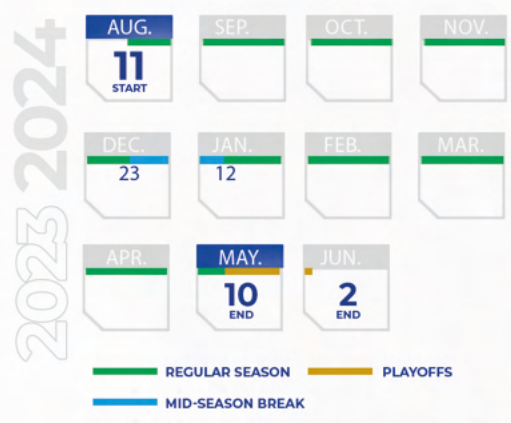 2023 2024
AUG. SEP. OCT. NOV.
11
START
DEC. JAN. FEB. MAR.
23 12
APR. MAY. JUN.
10 2
END END
REGULAR SEASON PLAYOFFS
MID-SEASON BREAK